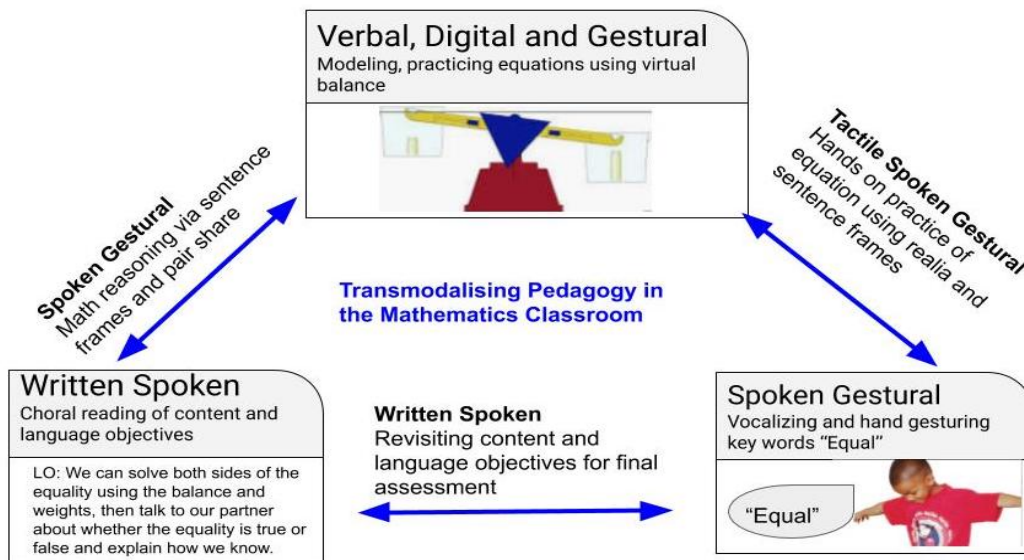 Verbal, Digital and Gestural
Modeling, practicing equations using virtual
balance
Spoken Gestural
Math reasoning via sentence
frames and pair share
Tactile Spoken Gestural
Hands on practice of
equation using realia and
sentence frames
Transmodalising Pedagogy in
the Mathematics Classroom
Written Spoken
Choral reading of content and
language objectives
LO: We can solve both sides of the
equality using the balance and
weights, then talk to our partner
about whether the equality is true or
false and explain how we know.
Written Spoken
Revisiting content and
language objectives for final
assessment
Spoken Gestural
Vocalizing and hand gesturing
key words “Equal”
“Equal”